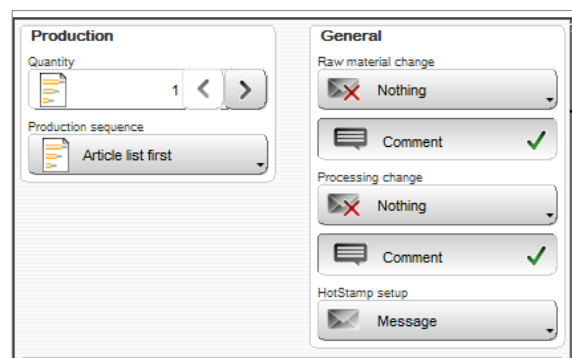 Production
Quantity
1
Production sequence
Article list first
General
Raw material change
Nothing
Comment
Processing change
Nothing
Comment
HotStamp setup
Message